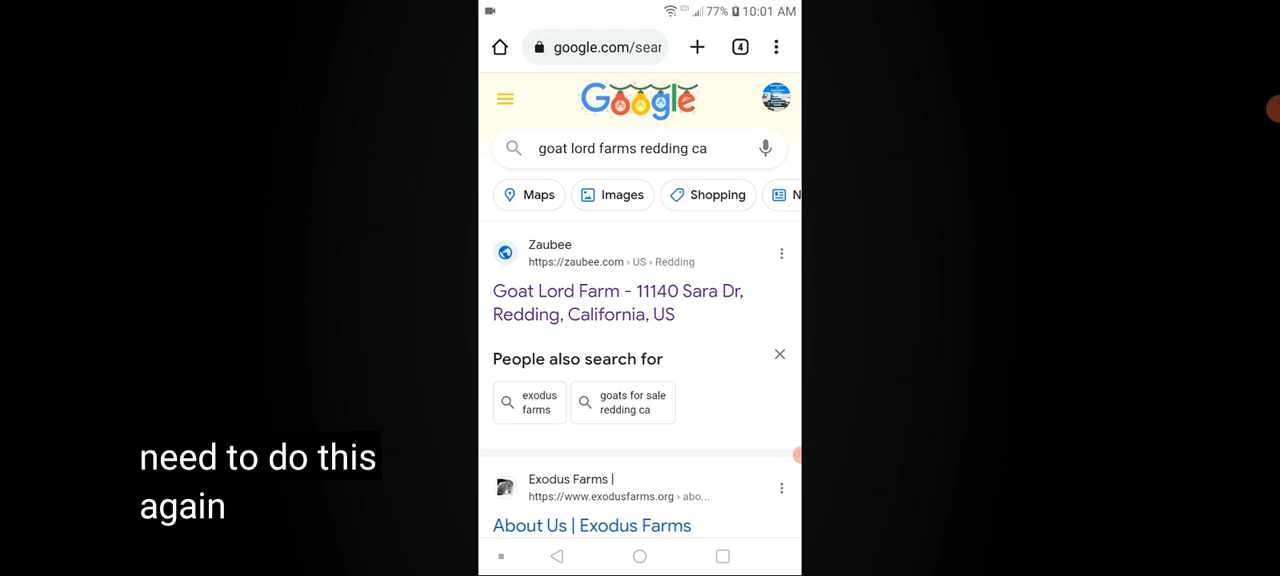 77% 10:01 AM
google.com/sear
4
Google
goat lord farms redding ca
Maps Images Shopping N
Zaubee
https://zaubee.com › US › Redding
Goat Lord Farm - 11140 Sara Dr,
Redding, California, US
People also search for
exodus
farms
goats for sale
redding ca
Exodus Farms |
https://www.exodusfarms.org › abo...
About Us | Exodus Farms
need to do this
again